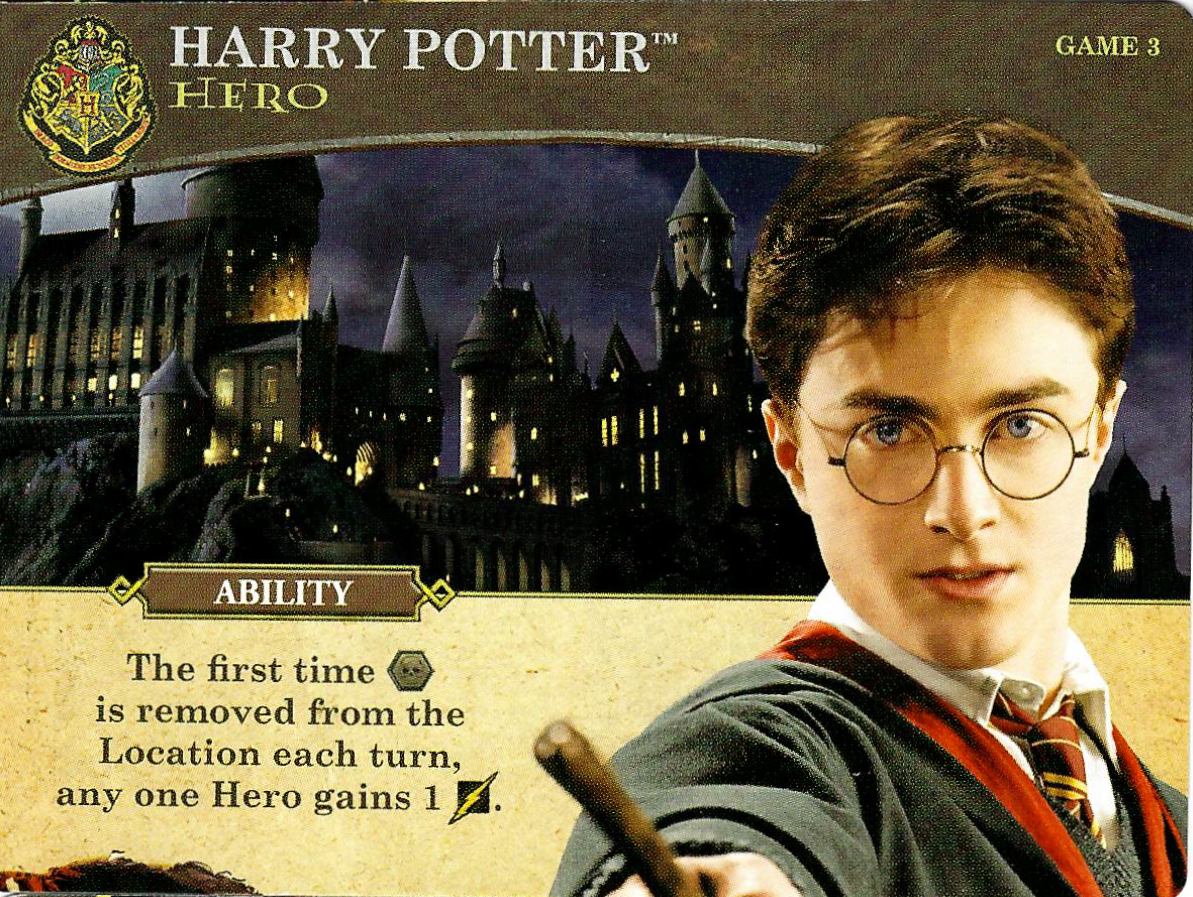 HARRY POTTER™
HERO
GAME 3
ABILITY
The first time
is removed from the
Location each turn,
any one Hero gains 1 .